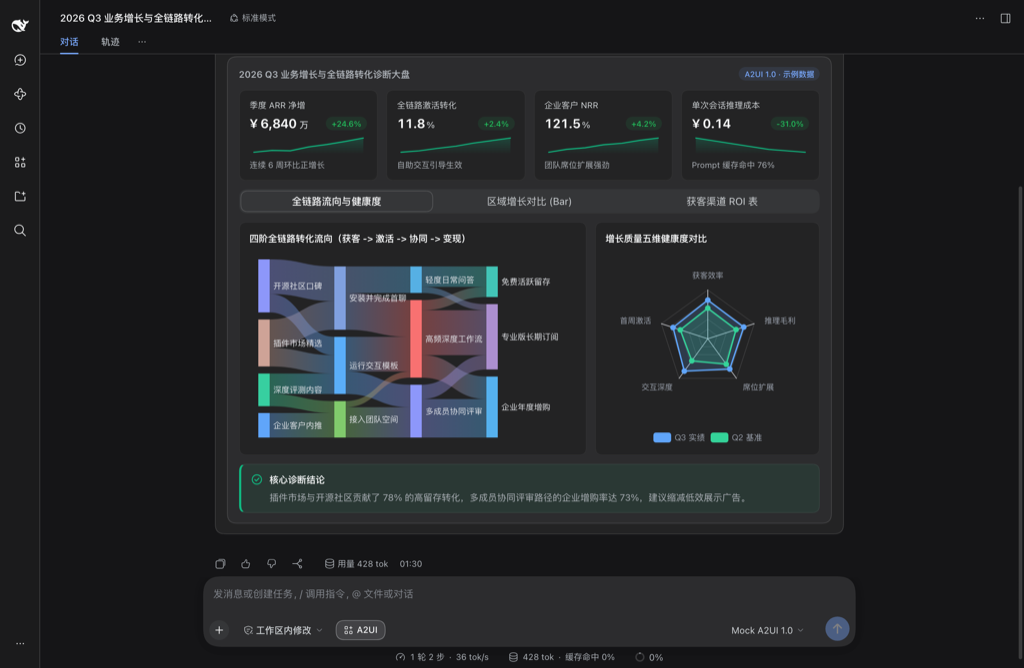 2026 Q3 业务增长与全链路转化... 标准模式 ...
对话 轨迹 ...
2026 Q3 业务增长与全链路转化诊断大盘 A2UI 1.0 · 示例数据
季度 ARR 净增
¥ 6,840 万 +24.6%
连续 6 周环比正增长
全链路激活转化
11.8 % +2.4%
自助交互引导生效
企业客户 NRR
121.5 % +4.2%
团队席位扩展强劲
单次会话推理成本
¥ 0.14 -31.0%
Prompt 缓存命中 76%
全链路流向与健康度 区域增长对比 (Bar) 获客渠道 ROI 表
四阶全链路转化流向（获客 -> 激活 -> 协同 -> 变现）
开源社区口碑
插件市场精选
深度评测内容
企业客户内推
安装并完成首聊
运行交互模板
接入团队空间
轻度日常问答
高频深度工作流
多成员协同评审
免费活跃留存
专业版长期订阅
企业年度增购
增长质量五维健康度对比
获客效率
首周激活 推理毛利
交互深度 席位扩展
Q3 实绩 Q2 基准
核心诊断结论
插件市场与开源社区贡献了 78% 的高留存转化，多成员协同评审路径的企业增购率达 73%，建议缩减低效展示广告。
用量 428 tok 01:30
发消息或创建任务, / 调用指令, @ 文件或对话
+ 工作区内修改 A2UI Mock A2UI 1.0
1 轮 2 步 · 36 tok/s 428 tok · 缓存命中 0% 0%